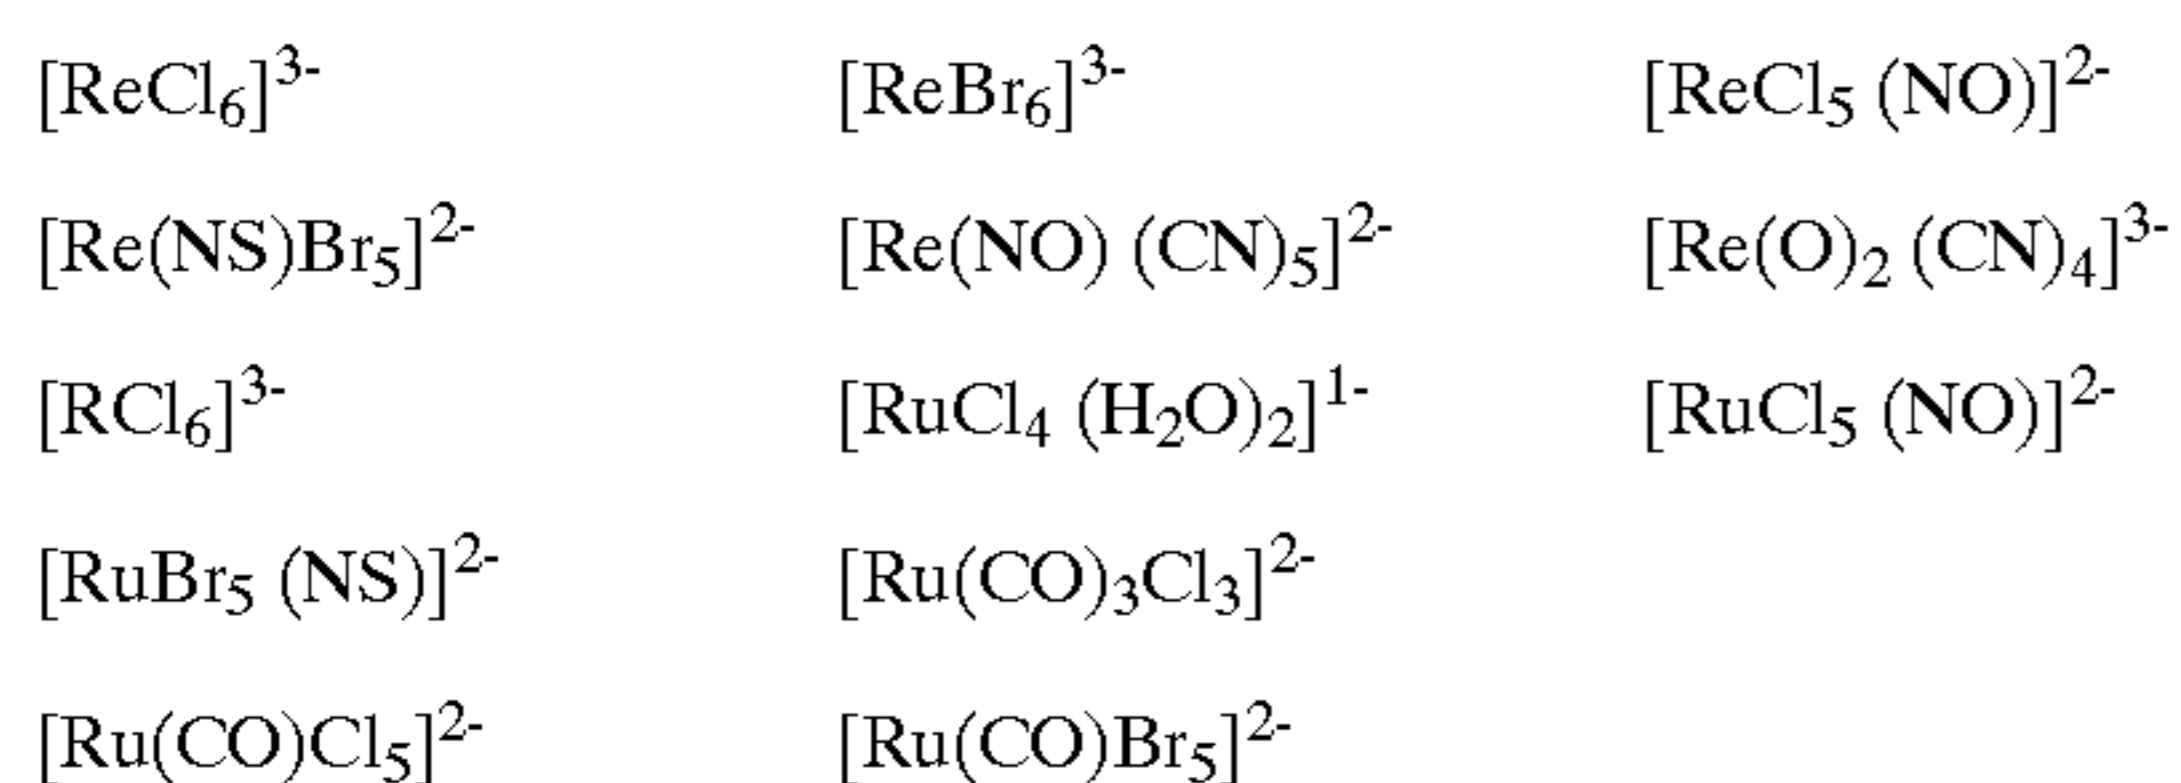 [ReCl₆]³⁻ [ReBr₆]³⁻ [ReCl₅ (NO)]²⁻
[Re(NS)Br₅]²⁻ [Re(NO) (CN)₅]²⁻ [Re(O)₂ (CN)₄]³⁻
[RCl₆]³⁻ [RuCl₄ (H₂O)₂]¹⁻ [RuCl₅ (NO)]²⁻
[RuBr₅ (NS)]²⁻ [Ru(CO)₃Cl₃]²⁻
[Ru(CO)Cl₅]²⁻ [Ru(CO)Br₅]²⁻